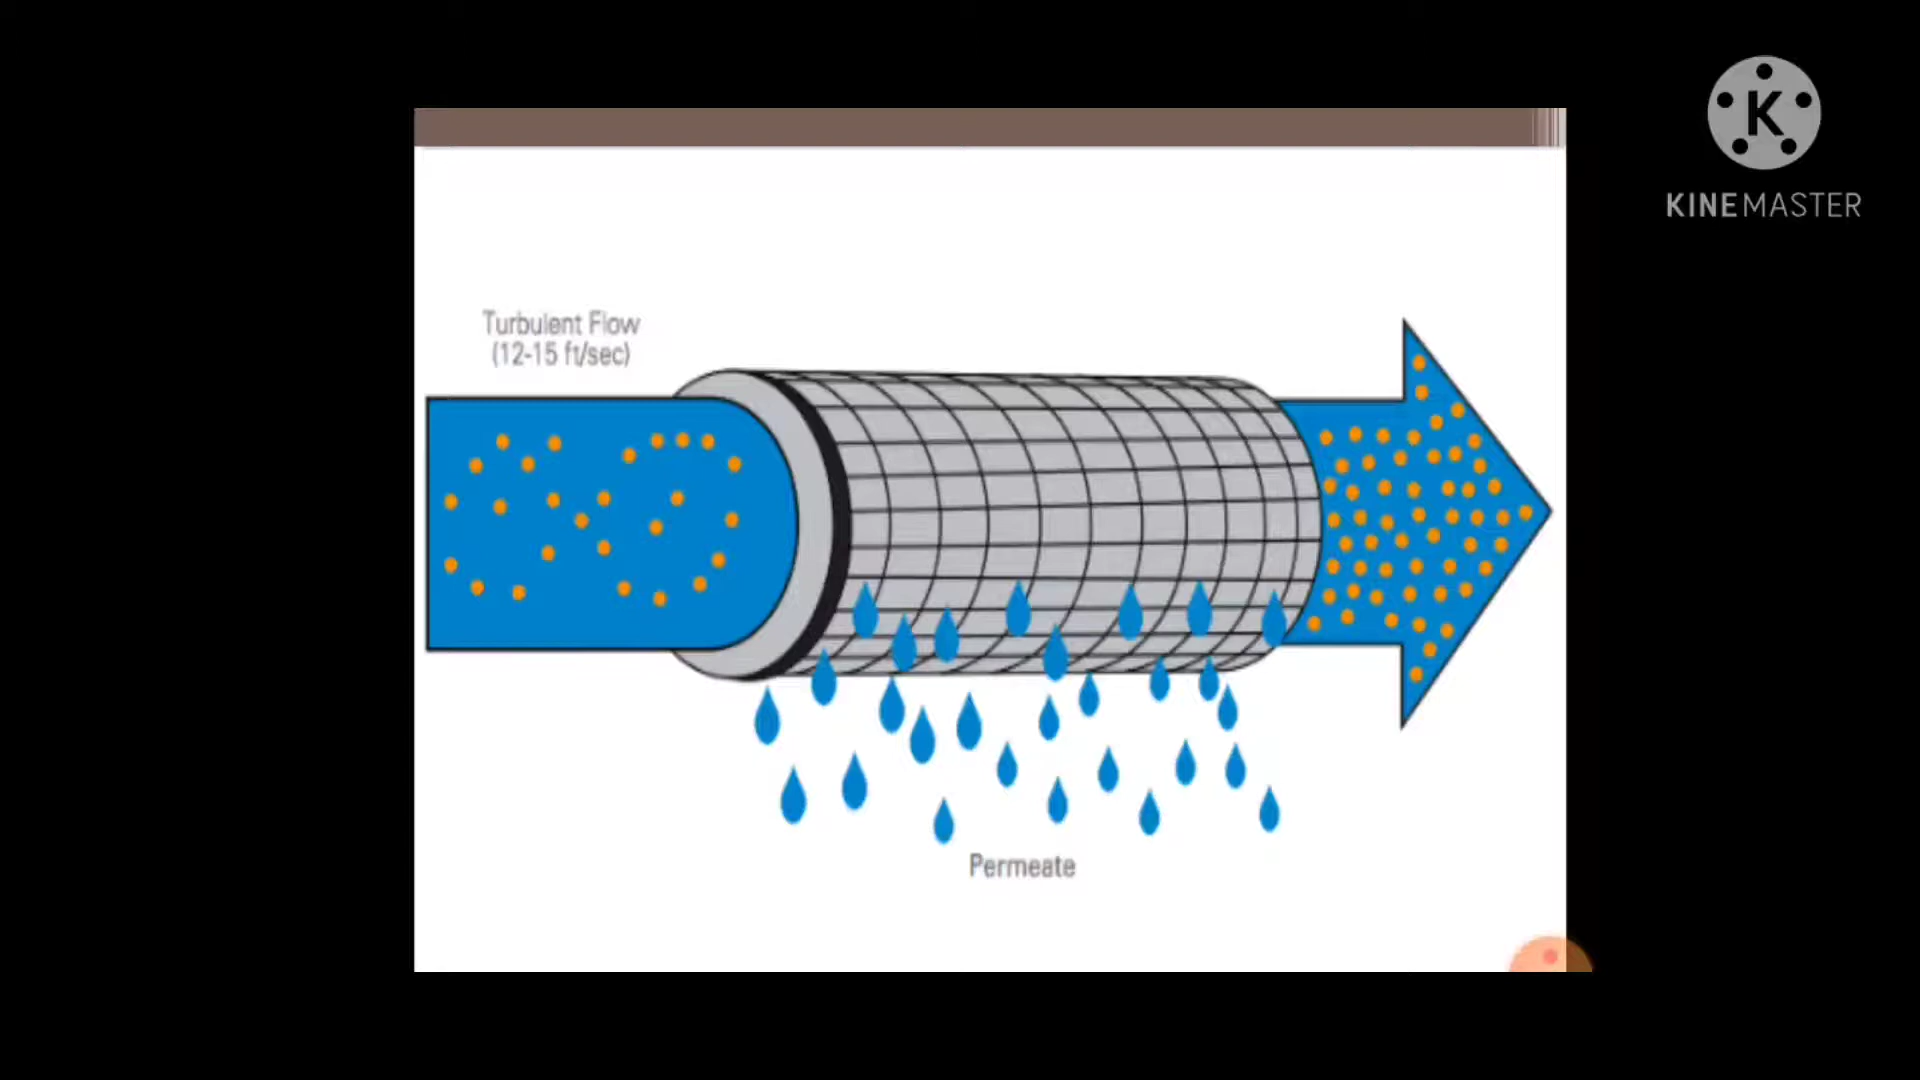 K
KINEMASTER
Turbulent Flow
(12-15 ft/sec)
Permeate